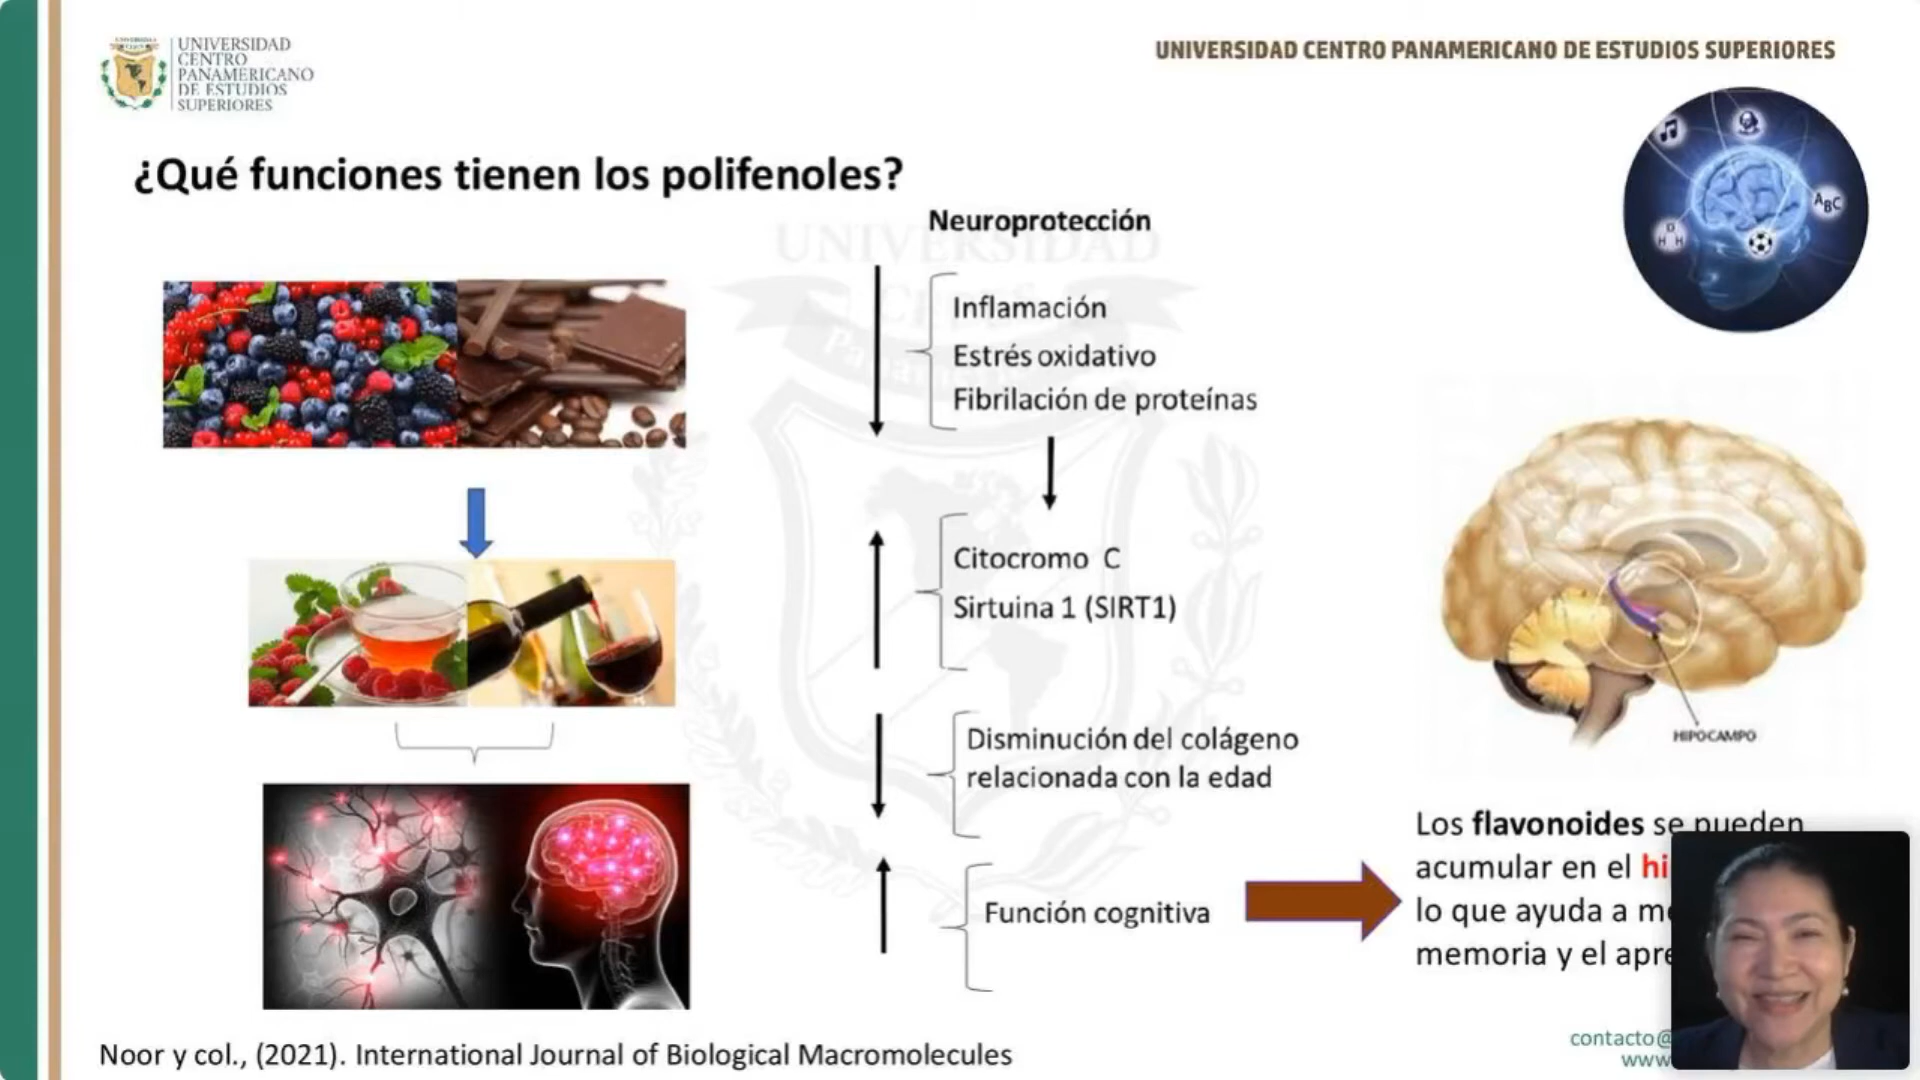 UNIVERSIDAD
CENTRO
PANAMERICANO
DE ESTUDIOS
SUPERIORES
UNIVERSIDAD CENTRO PANAMERICANO DE ESTUDIOS SUPERIORES
¿Qué funciones tienen los polifenoles?
Neuroprotección
Inflamación
Estrés oxidativo
Fibrilación de proteínas
Citocromo C
Sirtuina 1 (SIRT1)
Disminución del colágeno
relacionada con la edad
Función cognitiva
ABC
HIPOCAMPO
Los flavonoides se pueden
acumular en el
lo que ayuda a
memoria y el
contacto@
www.
Noor y col., (2021). International Journal of Biological Macromolecules